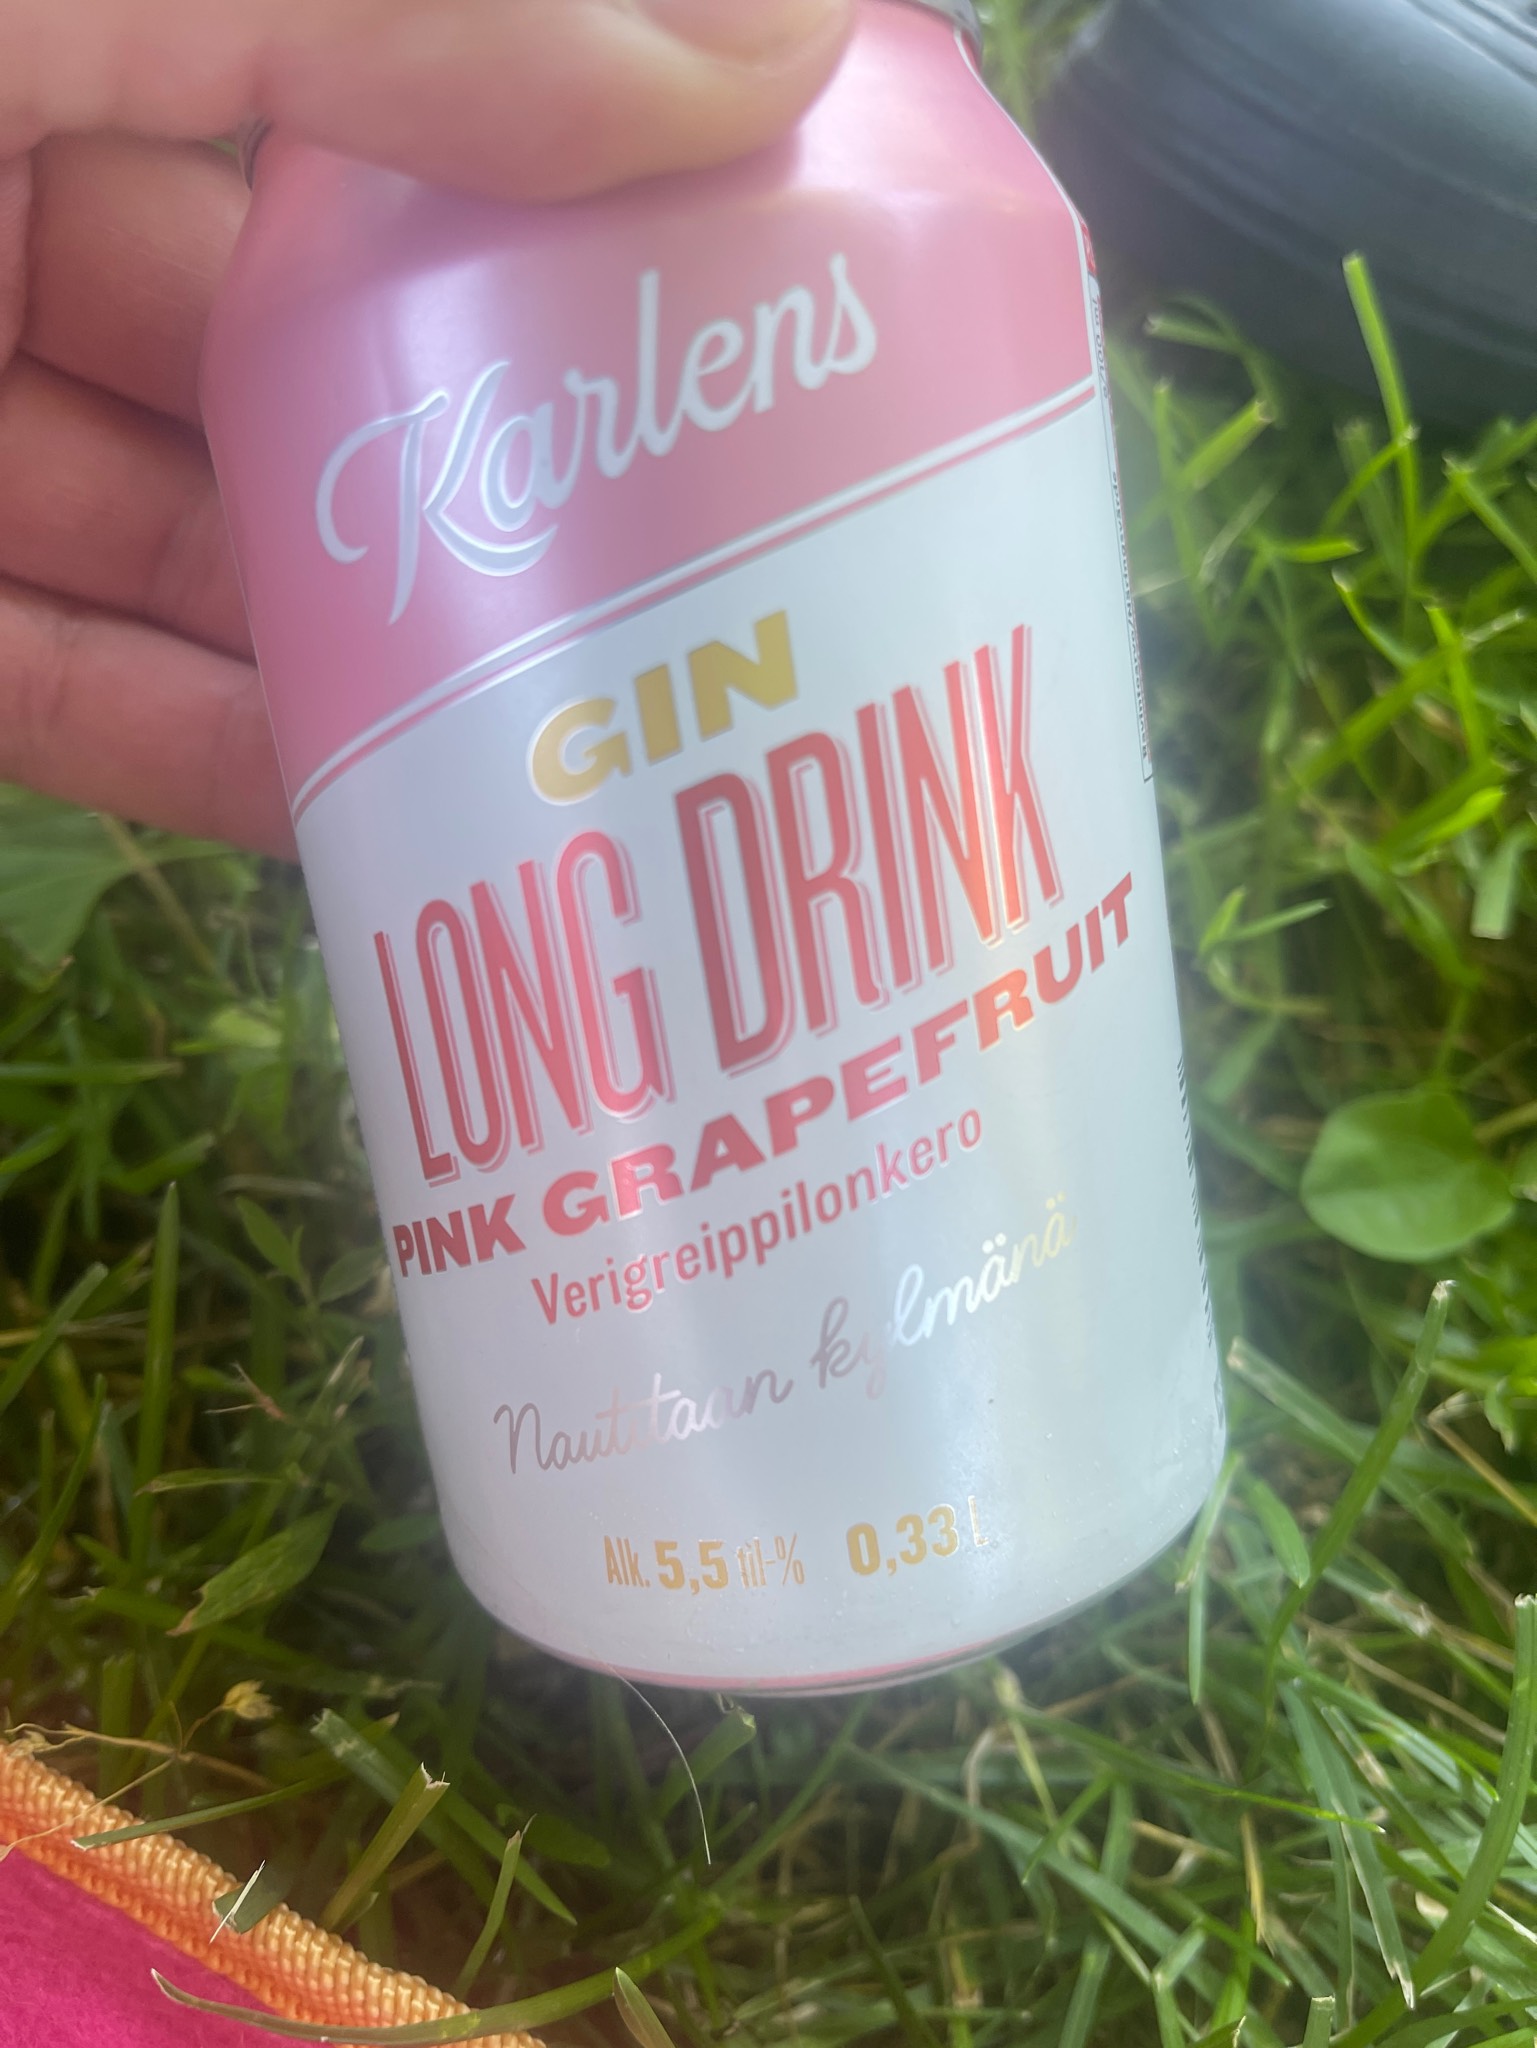 Karlens
GIN
LONG DRINK
PINK GRAPEFRUIT
Verigreippilonkero
Nautitaan kylmänä
Alk. 5,5 til-% 0,33 L